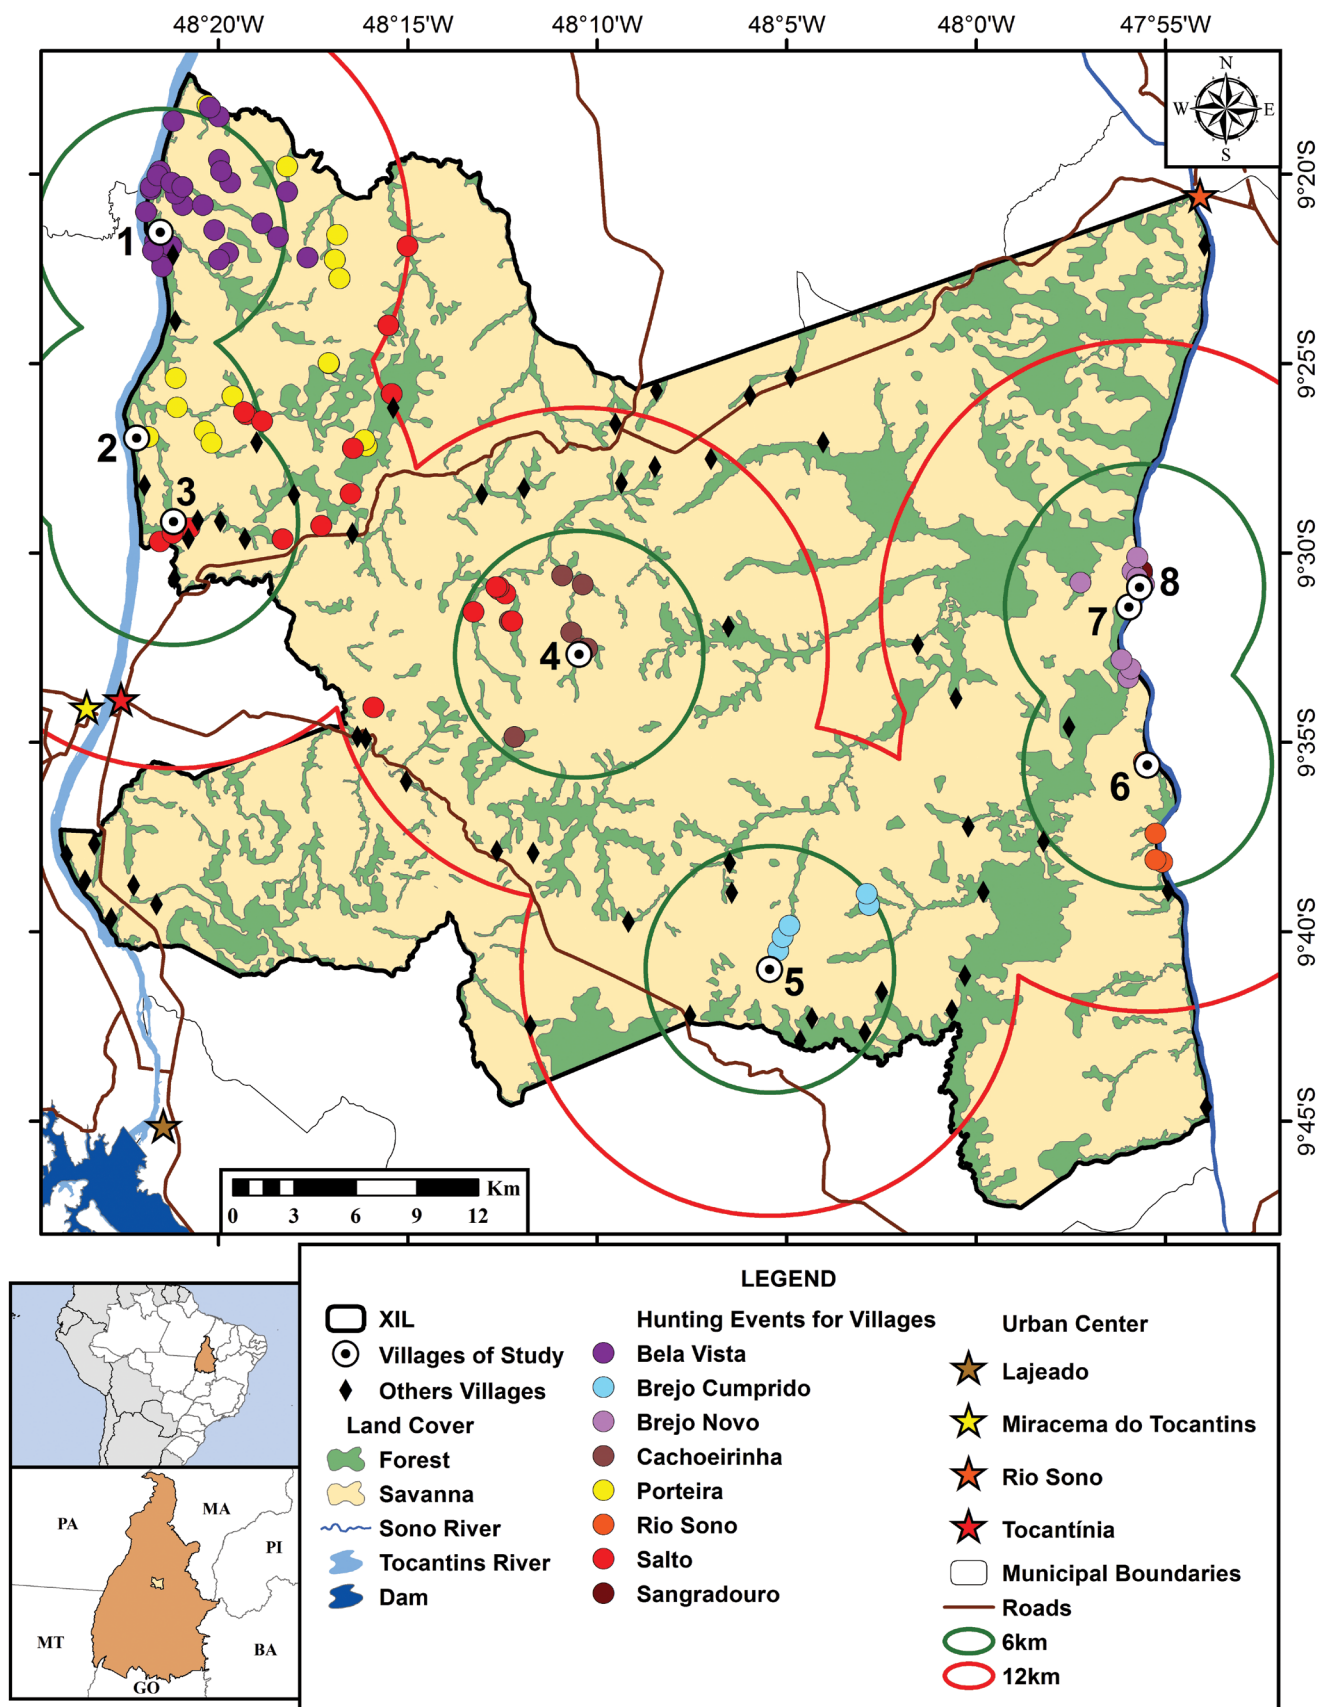 48°20'W 48°15'W 48°10'W 48°5'W 48°0'W 47°55'W
N
W E
S
9°20'S
9°25'S
9°30'S
9°35'S
9°40'S
9°45'S
1
2
3
4
5
6
7
8
Km
0 3 6 9 12
LEGEND
XIL
Villages of Study
Others Villages
Land Cover
Forest
Savanna
Sono River
Tocantins River
Dam
Hunting Events for Villages
Bela Vista
Brejo Cumprido
Brejo Novo
Cachoeirinha
Porteira
Rio Sono
Salto
Sangradouro
Urban Center
Lajeado
Miracema do Tocantins
Rio Sono
Tocantínia
Municipal Boundaries
Roads
6km
12km
PA
MA
PI
MT
BA
GO